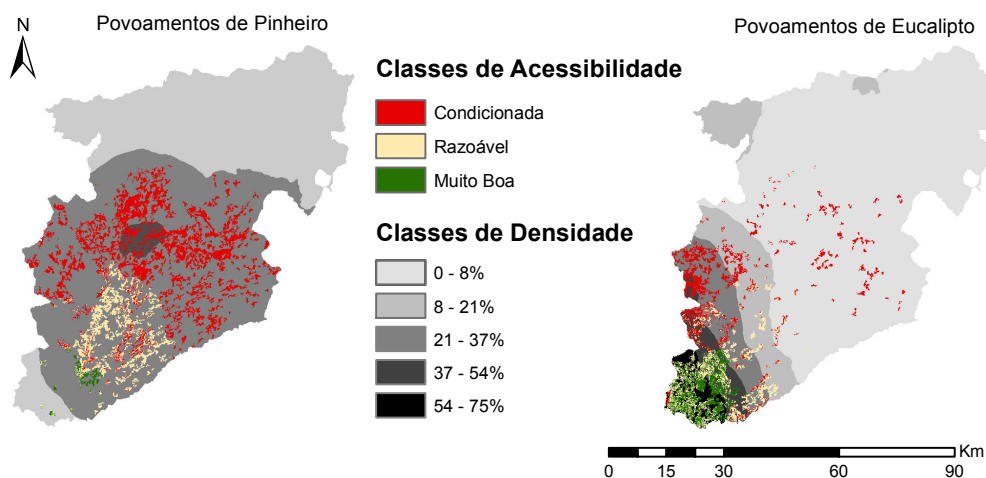 N
Povoamentos de Pinheiro
Povoamentos de Eucalipto
Classes de Acessibilidade
Condicionada
Razoável
Muito Boa
Classes de Densidade
0 - 8%
8 - 21%
21 - 37%
37 - 54%
54 - 75%
Km
0 15 30 60 90